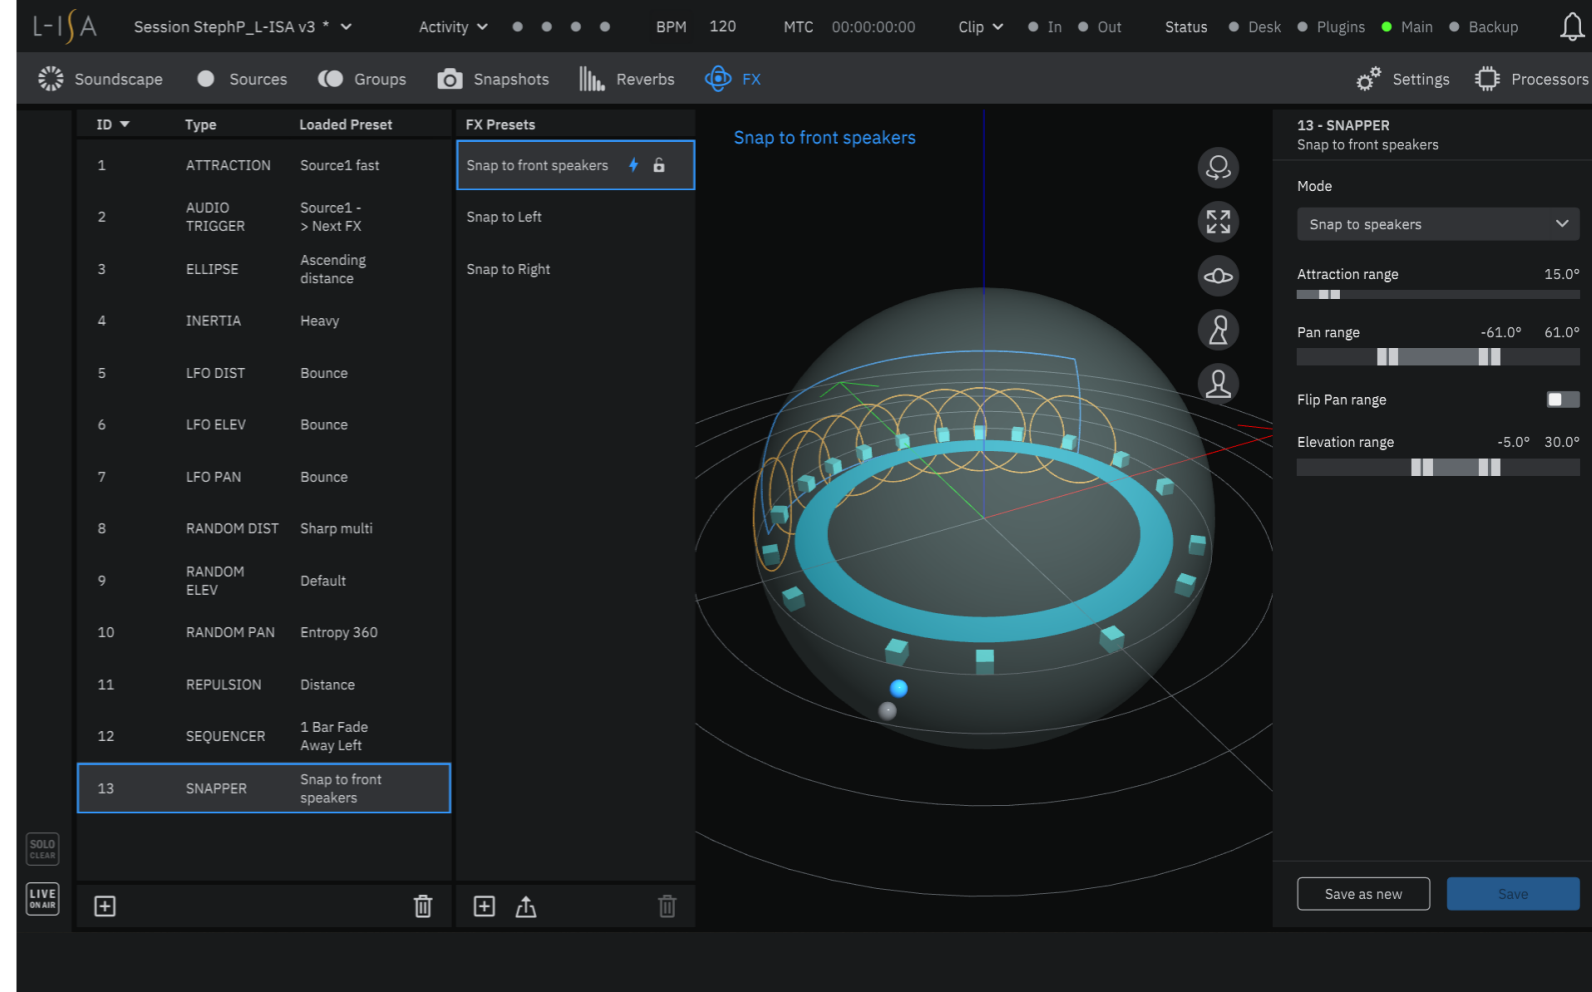 L-ISA Session StephP_L-ISA v3 * Activity BPM 120 MTC 00:00:00:00 Clip In Out Status Desk Plugins Main Backup
Soundscape Sources Groups Snapshots Reverbs FX Settings Processors
ID Type Loaded Preset
1 ATTRACTION Source1 fast
2 AUDIO TRIGGER Source1 -> Next FX
3 ELLIPSE Ascending distance
4 INERTIA Heavy
5 LFO DIST Bounce
6 LFO ELEV Bounce
7 LFO PAN Bounce
8 RANDOM DIST Sharp multi
9 RANDOM ELEV Default
10 RANDOM PAN Entropy 360
11 REPULSION Distance
12 SEQUENCER 1 Bar Fade Away Left
13 SNAPPER Snap to front speakers
SOLO
CLEAR
LIVE
ON AIR
FX Presets
Snap to front speakers
Snap to Left
Snap to Right
Snap to front speakers
13 - SNAPPER
Snap to front speakers
Mode
Snap to speakers
Attraction range 15.0°
Pan range -61.0° 61.0°
Flip Pan range
Elevation range -5.0° 30.0°
Save as new Save